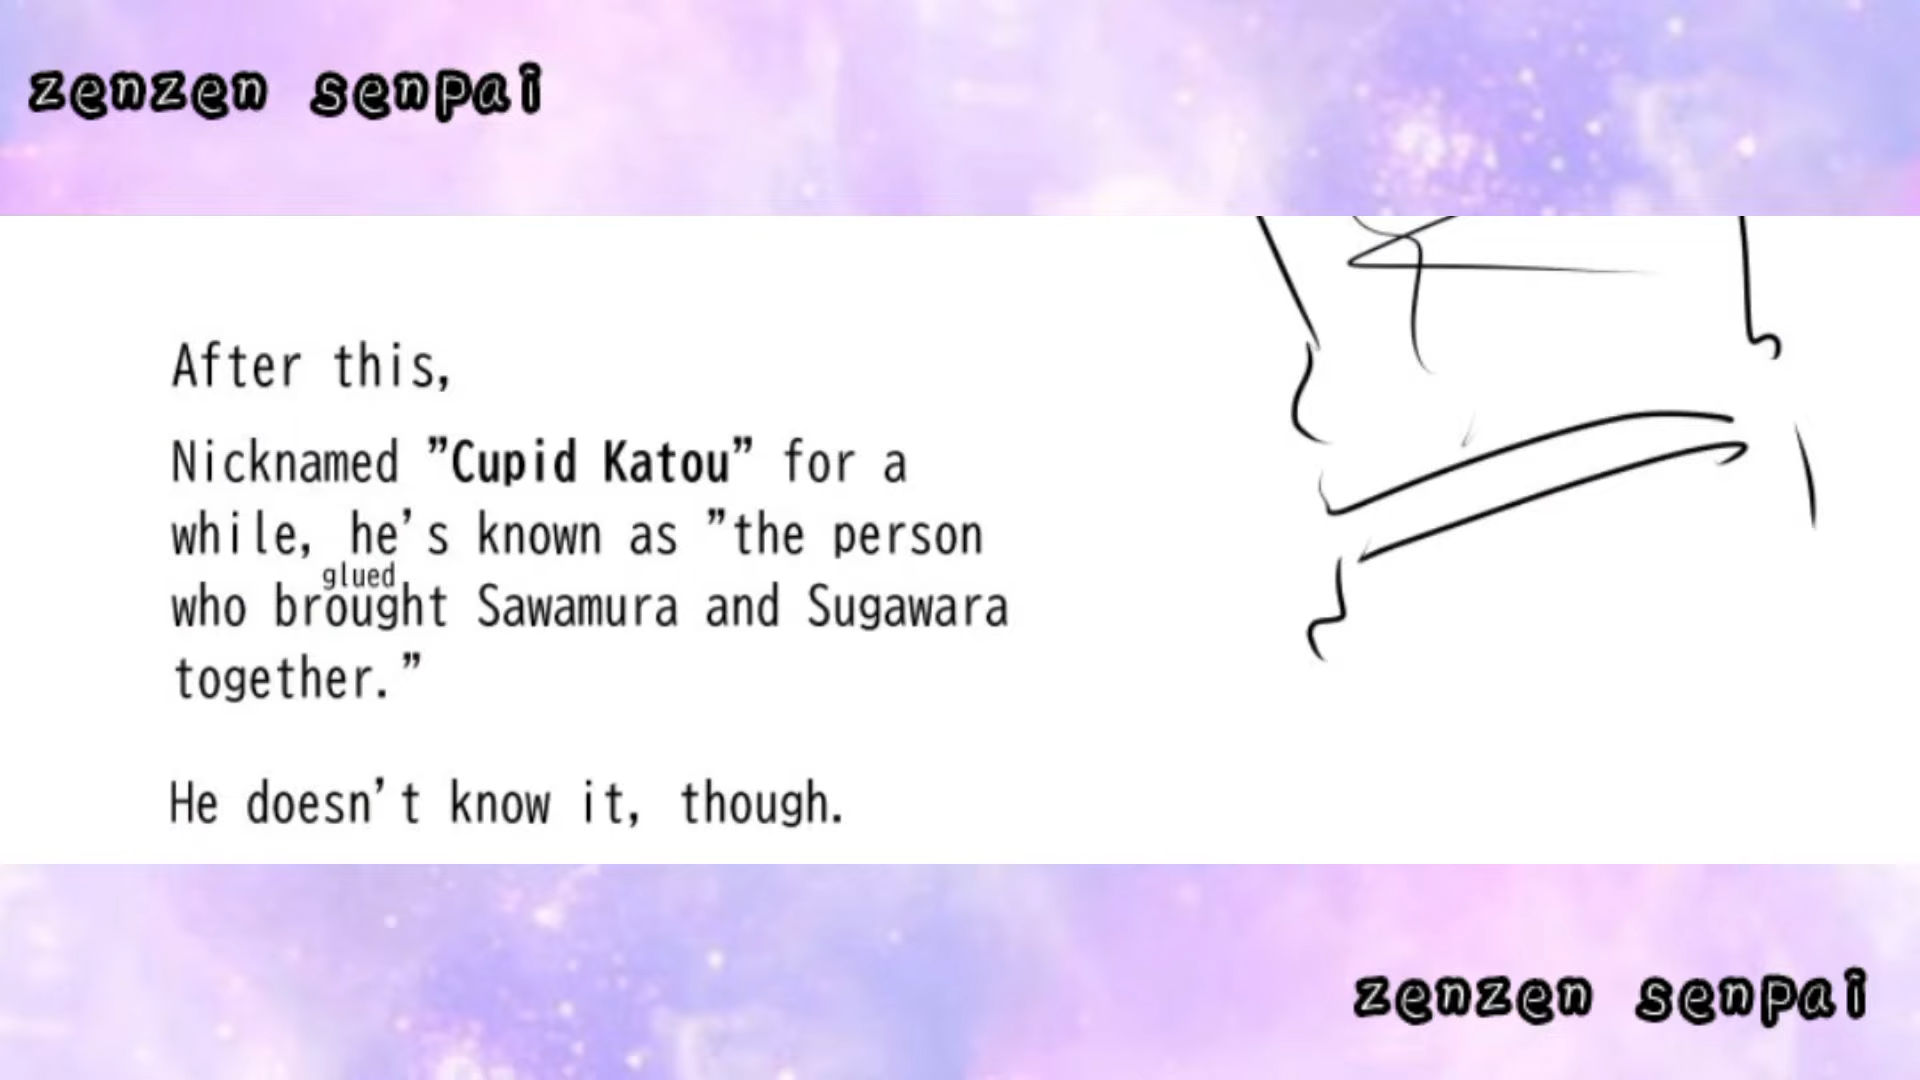 zenzen senpai
After this,
Nicknamed ”Cupid Katou” for a
while, he’s known as ”the person
glued
who brought Sawamura and Sugawara
together.”
He doesn’t know it, though.
zenzen senpai